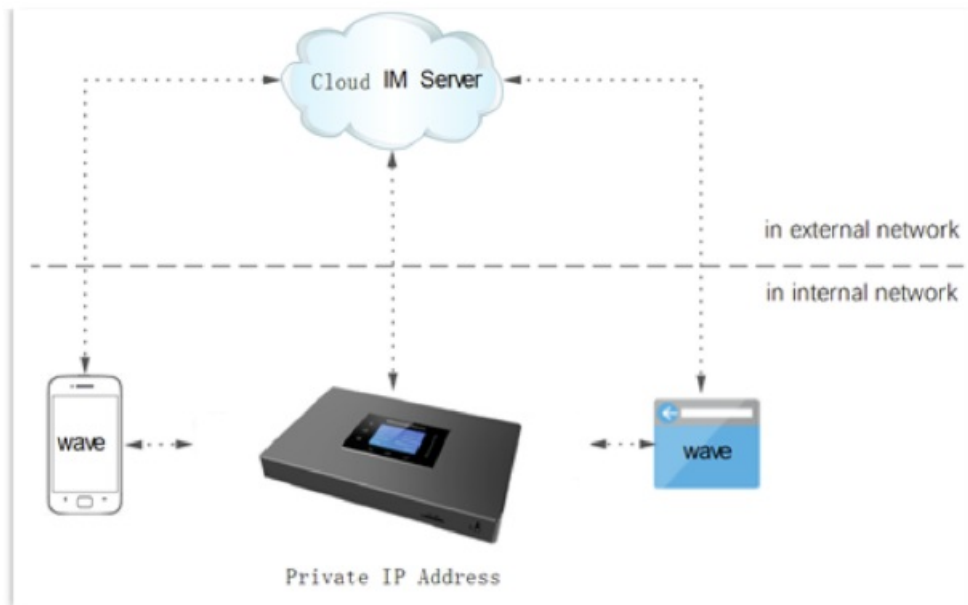 Cloud IM Server
in external network
in internal network
wave
wave
Private IP Address